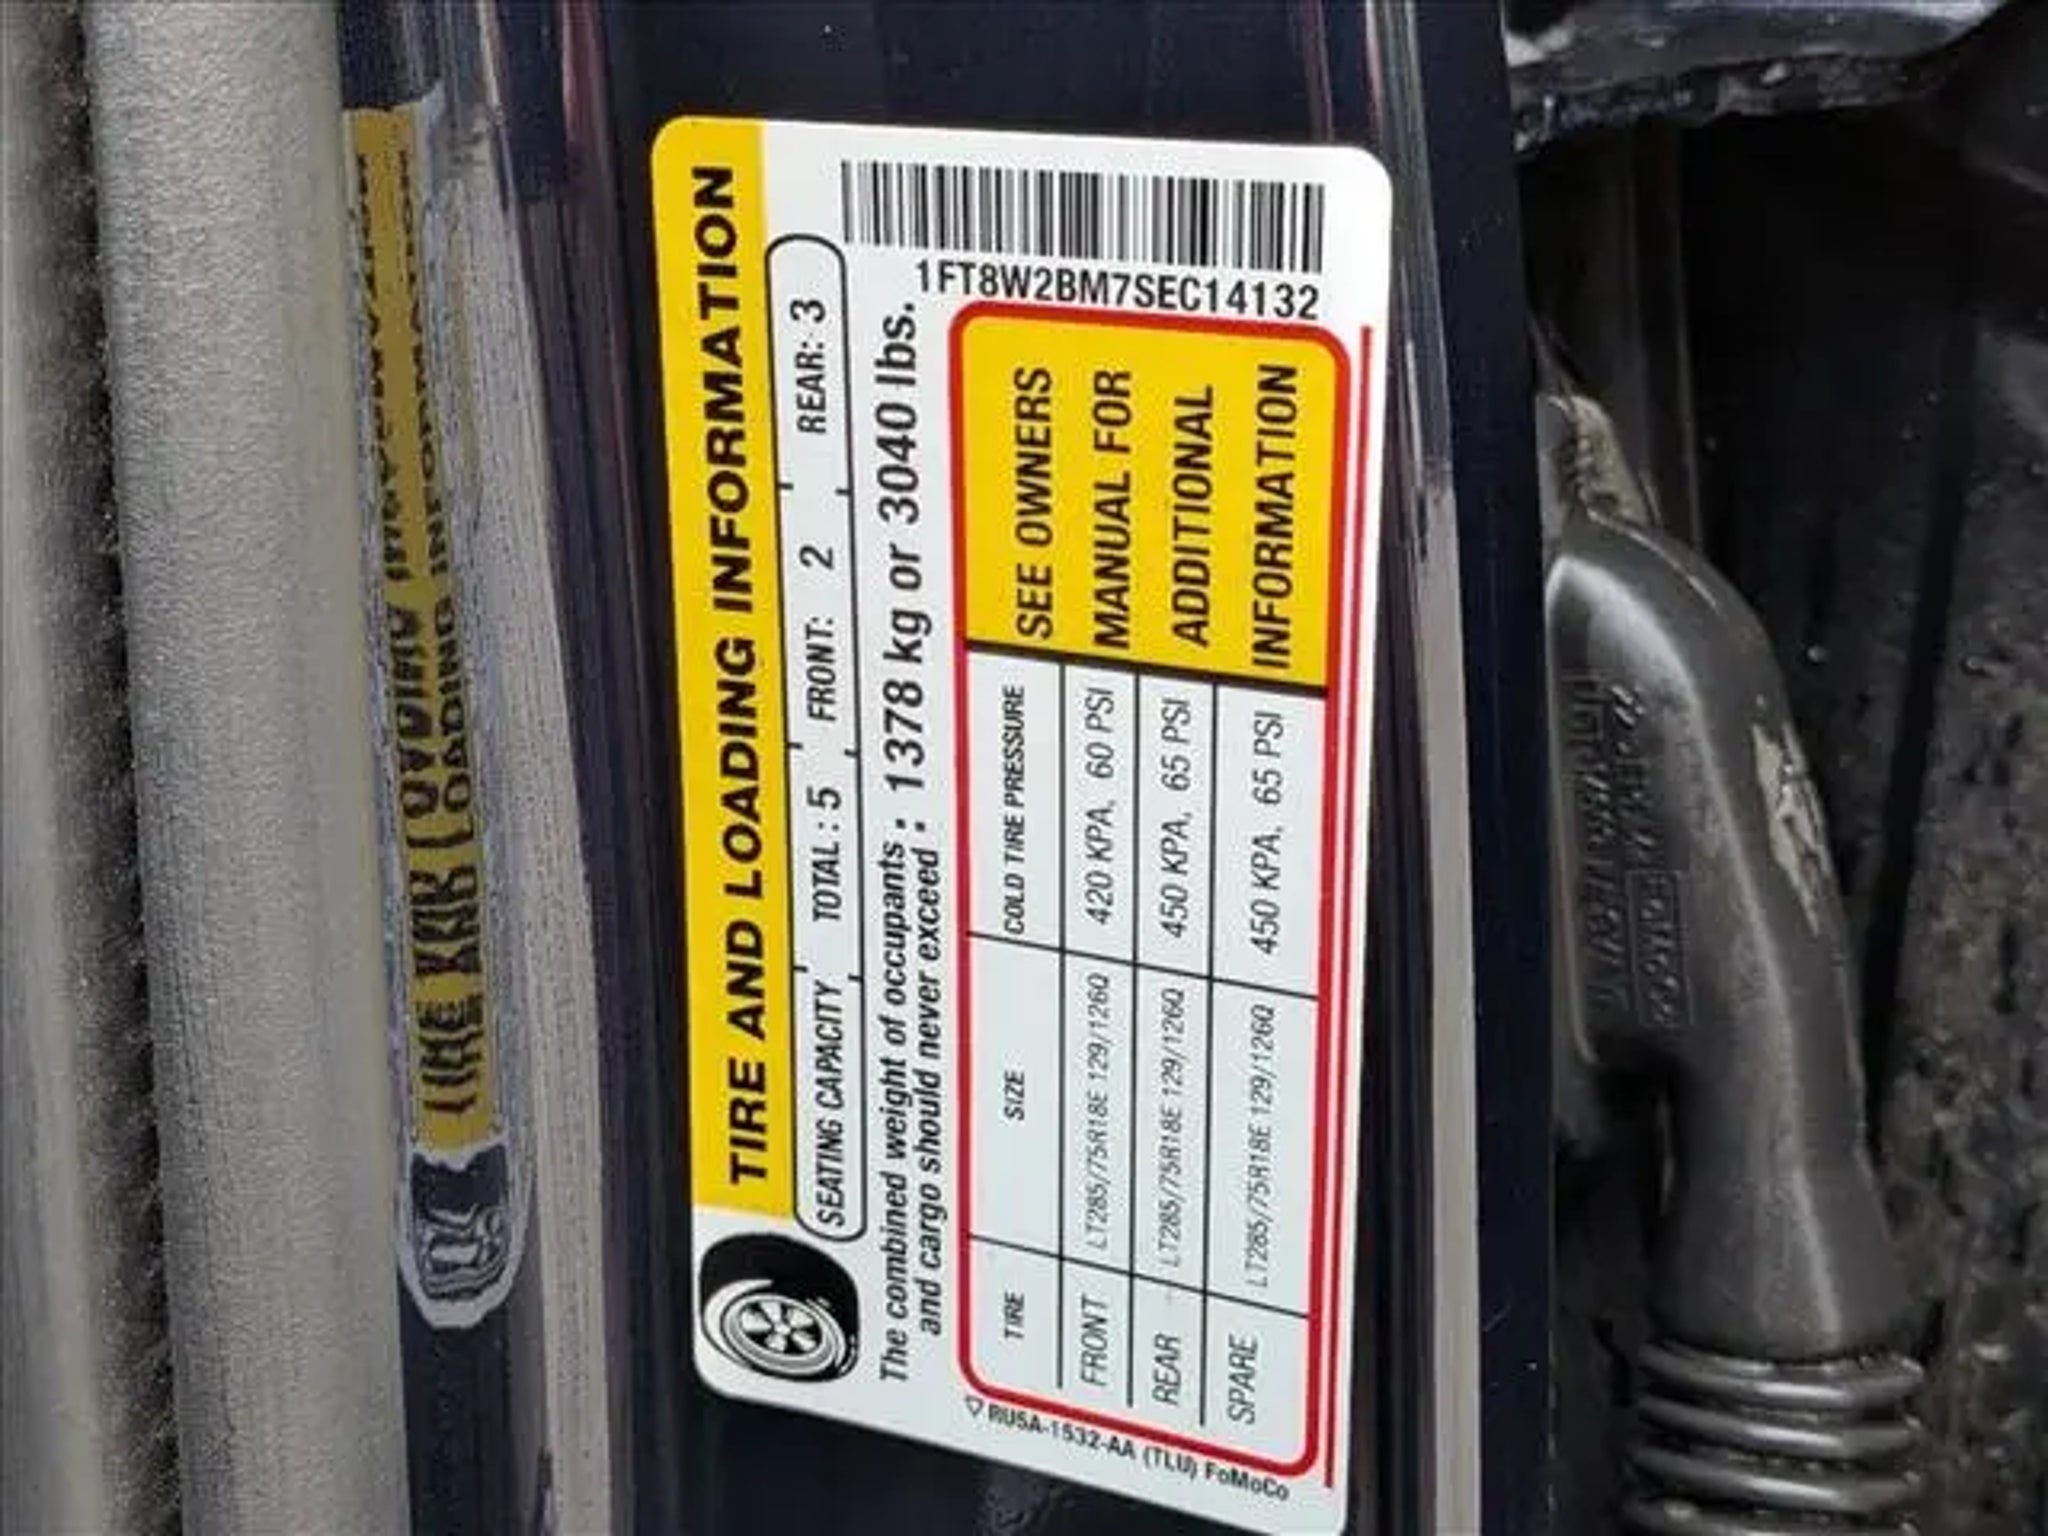 TIRE AND LOADING INFORMATION
SEATING CAPACITY TOTAL : 5 FRONT: 2 REAR: 3
The combined weight of occupants
and cargo should never exceed : 1378 kg or 3040 lbs.
1FT8W2BM7SEC14132
TIRE SIZE COLD TIRE PRESSURE
FRONT LT285/75R18E 129/126Q 420 KPA, 60 PSI
REAR LT285/75R18E 129/126Q 450 KPA, 65 PSI
SPARE LT285/75R18E 129/126Q 450 KPA, 65 PSI
SEE OWNERS
MANUAL FOR
ADDITIONAL
INFORMATION
RU5A-1532-AA (TLU) FoMoCo